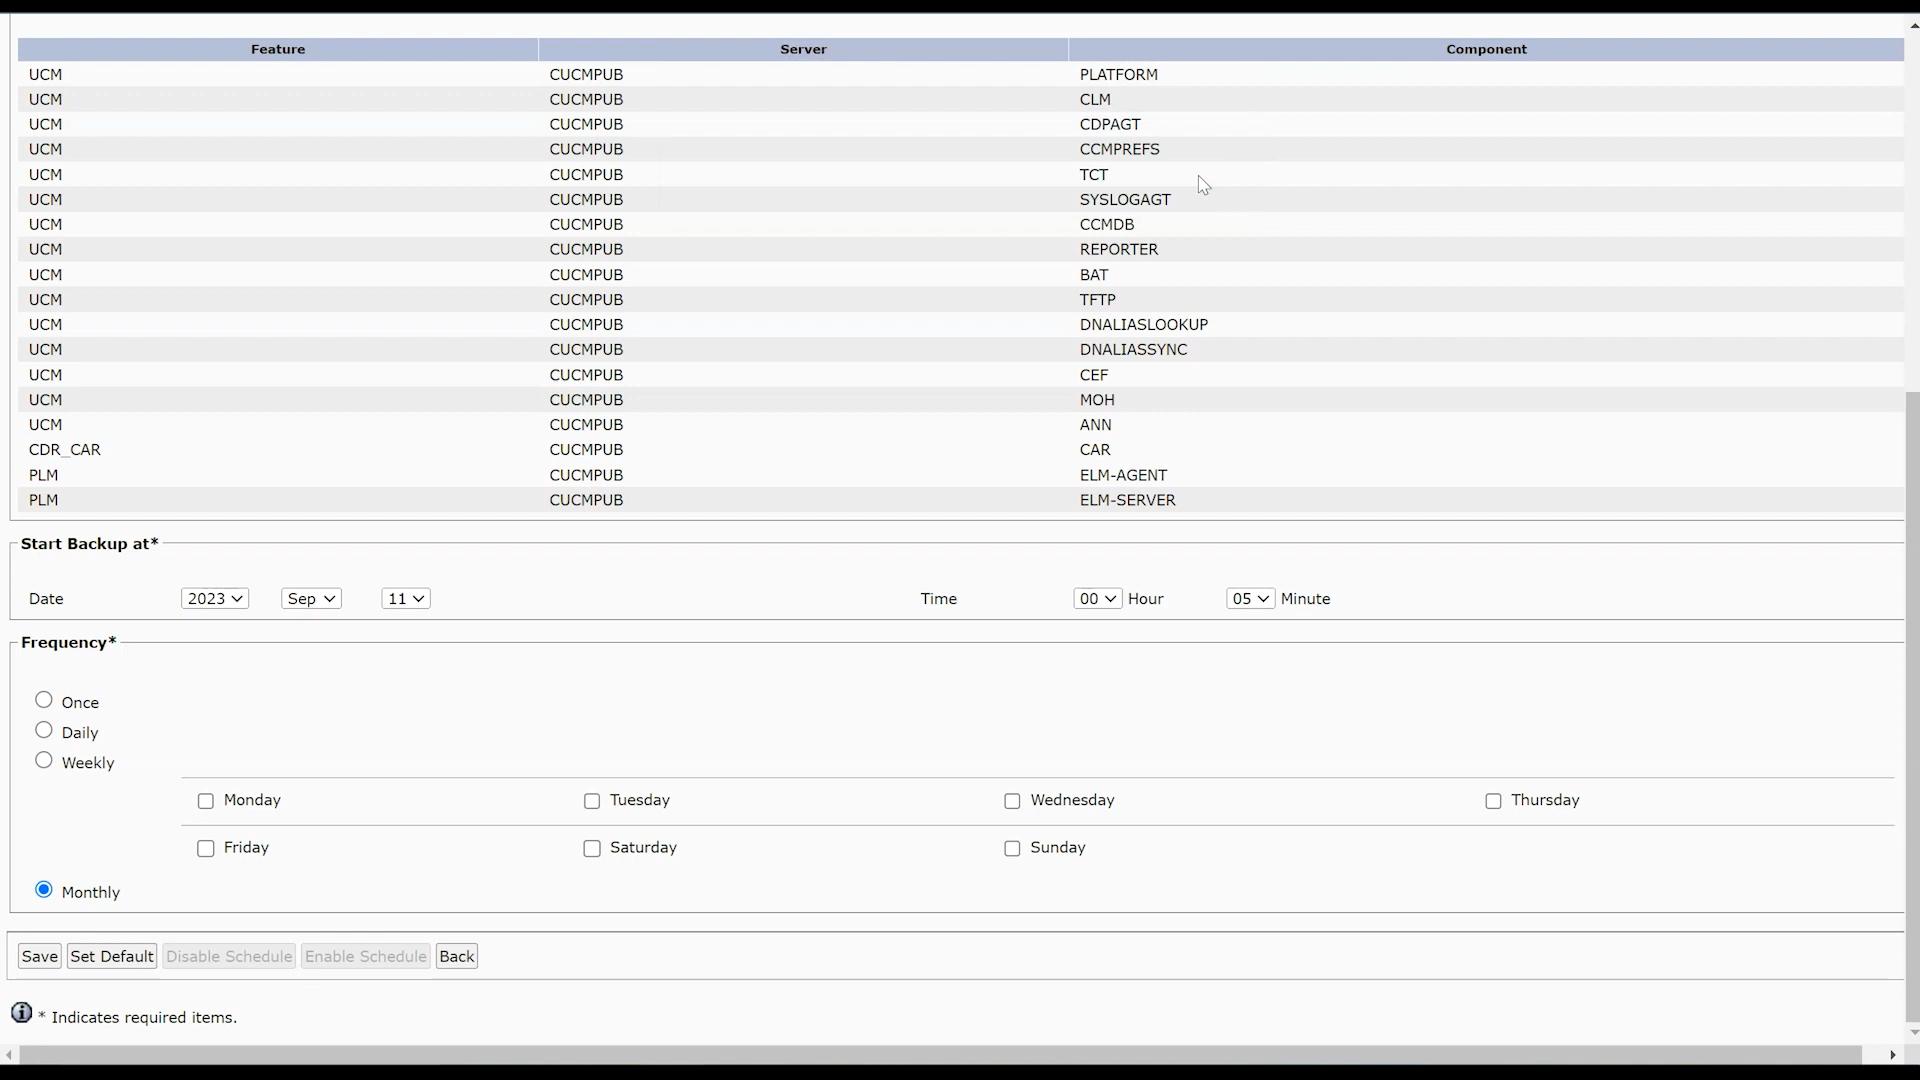 Feature Server Component
UCM CUCMPUB PLATFORM
UCM CUCMPUB CLM
UCM CUCMPUB CDPAGT
UCM CUCMPUB CCMPREFS
UCM CUCMPUB TCT
UCM CUCMPUB SYSLOGAGT
UCM CUCMPUB CCMDB
UCM CUCMPUB REPORTER
UCM CUCMPUB BAT
UCM CUCMPUB TFTP
UCM CUCMPUB DNALIASLOOKUP
UCM CUCMPUB DNALIASSYNC
UCM CUCMPUB CEF
UCM CUCMPUB MOH
UCM CUCMPUB ANN
CDR_CAR CUCMPUB CAR
PLM CUCMPUB ELM-AGENT
PLM CUCMPUB ELM-SERVER
Start Backup at*
Date 2023 Sep 11 Time 00 Hour 05 Minute
Frequency*
Once
Daily
Weekly
Monday Tuesday Wednesday Thursday
Friday Saturday Sunday
Monthly
Save Set Default Disable Schedule Enable Schedule Back
* Indicates required items.